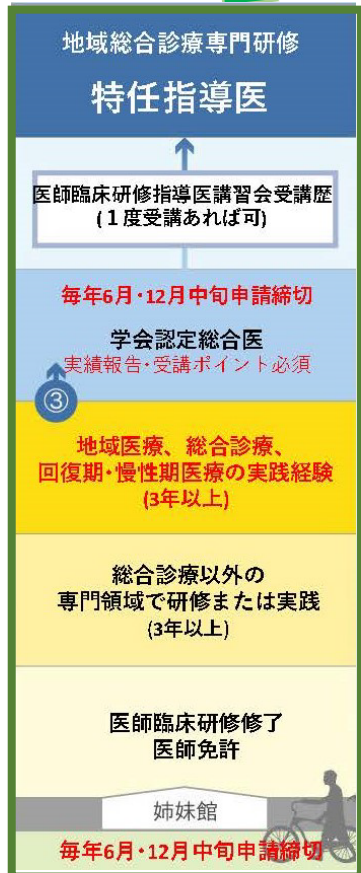 地域総合診療専門研修
特任指導医
医師臨床研修指導医講習会受講歴
(１度受講あれば可)
毎年6月・12月中旬申請締切
学会認定総合医
実績報告・受講ポイント必須
③
地域医療、総合診療、
回復期・慢性期医療の実践経験
(3年以上)
総合診療以外の
専門領域で研修または実践
(3年以上)
医師臨床研修修了
医師免許
姉妹館
毎年6月・12月中旬申請締切